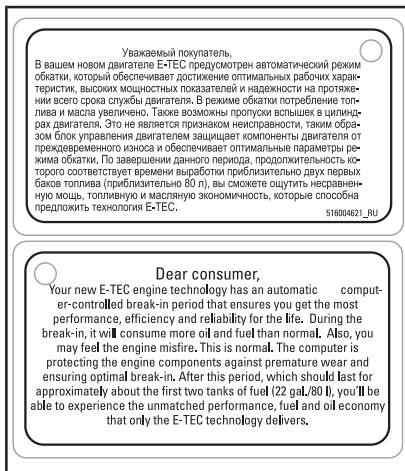 Уважаемый покупатель,
В вашем новом двигателе E-TEC предусмотрен автоматический режим
обкатки, который обеспечивает достижение оптимальных рабочих харак-
теристик, высоких мощностных показателей и надежности на протяже-
нии всего срока службы двигателя. В режиме обкатки потребление топ-
лива и масла увеличено. Также возможны пропуски вспышек в цилинд-
рах двигателя. Это не является признаком неисправности, таким обра-
зом блок управления двигателем защищает компоненты двигателя от
преждевременного износа и обеспечивает оптимальные параметры ре-
жима обкатки. По завершении данного периода, продолжительность ко-
торого соответствует времени выработки приблизительно двух первых
баков топлива (приблизительно 80 л), вы сможете ощутить несравнен-
ную мощь, топливную и масляную экономичность, которые способна
предложить технология E-TEC.
516004621_RU
Dear consumer,
Your new E-TEC engine technology has an automatic comput-
er-controlled break-in period that ensures you get the most
performance, efficiency and reliability for the life. During the
break-in, it will consume more oil and fuel than normal. Also, you
may feel the engine misfire. This is normal. The computer is
protecting the engine components against premature wear and
ensuring optimal break-in. After this period, which should last for
approximately about the first two tanks of fuel (22 gal./80 l), you'll be
able to experience the unmatched performance, fuel and oil economy
that only the E-TEC technology delivers.